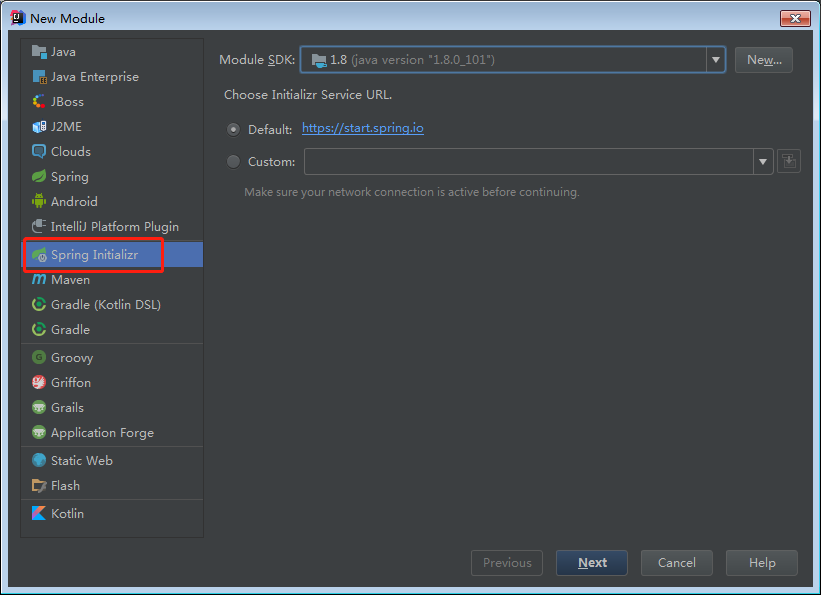 New Module
Java
Java Enterprise
JBoss
J2ME
Clouds
Spring
Android
IntelliJ Platform Plugin
Spring Initializr
Maven
Gradle (Kotlin DSL)
Gradle
Groovy
Griffon
Grails
Application Forge
Static Web
Flash
Kotlin
Module SDK: 1.8 (java version "1.8.0_101") New...
Choose Initializr Service URL.
Default: https://start.spring.io
Custom:
Make sure your network connection is active before continuing.
Previous Next Cancel Help